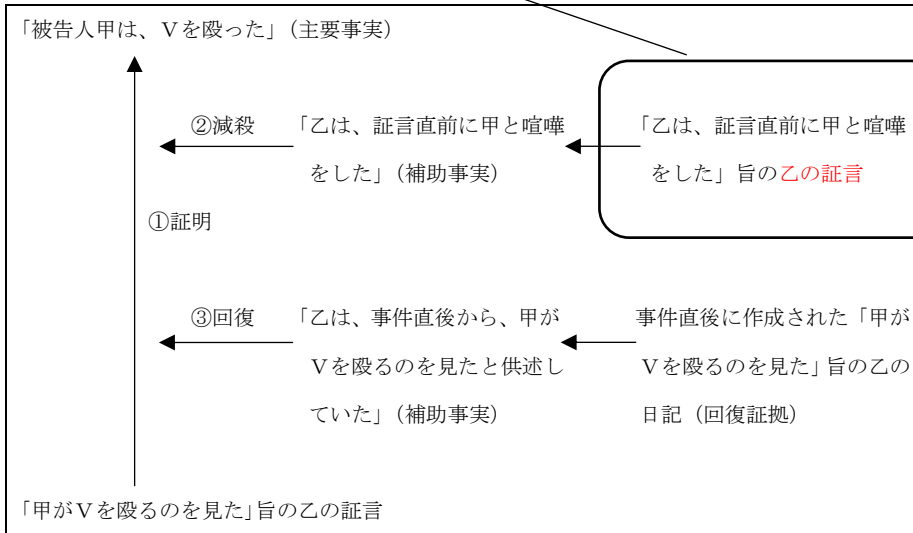 「被告人甲は、Vを殴った」(主要事実)
②減殺
「乙は、証言直前に甲と喧嘩
をした」(補助事実)
「乙は、証言直前に甲と喧嘩
をした」旨の乙の証言
①証明
③回復
「乙は、事件直後から、甲が
Vを殴るのを見たと供述し
ていた」(補助事実)
事件直後に作成された「甲が
Vを殴るのを見た」旨の乙の
日記(回復証拠)
「甲がVを殴るのを見た」旨の乙の証言